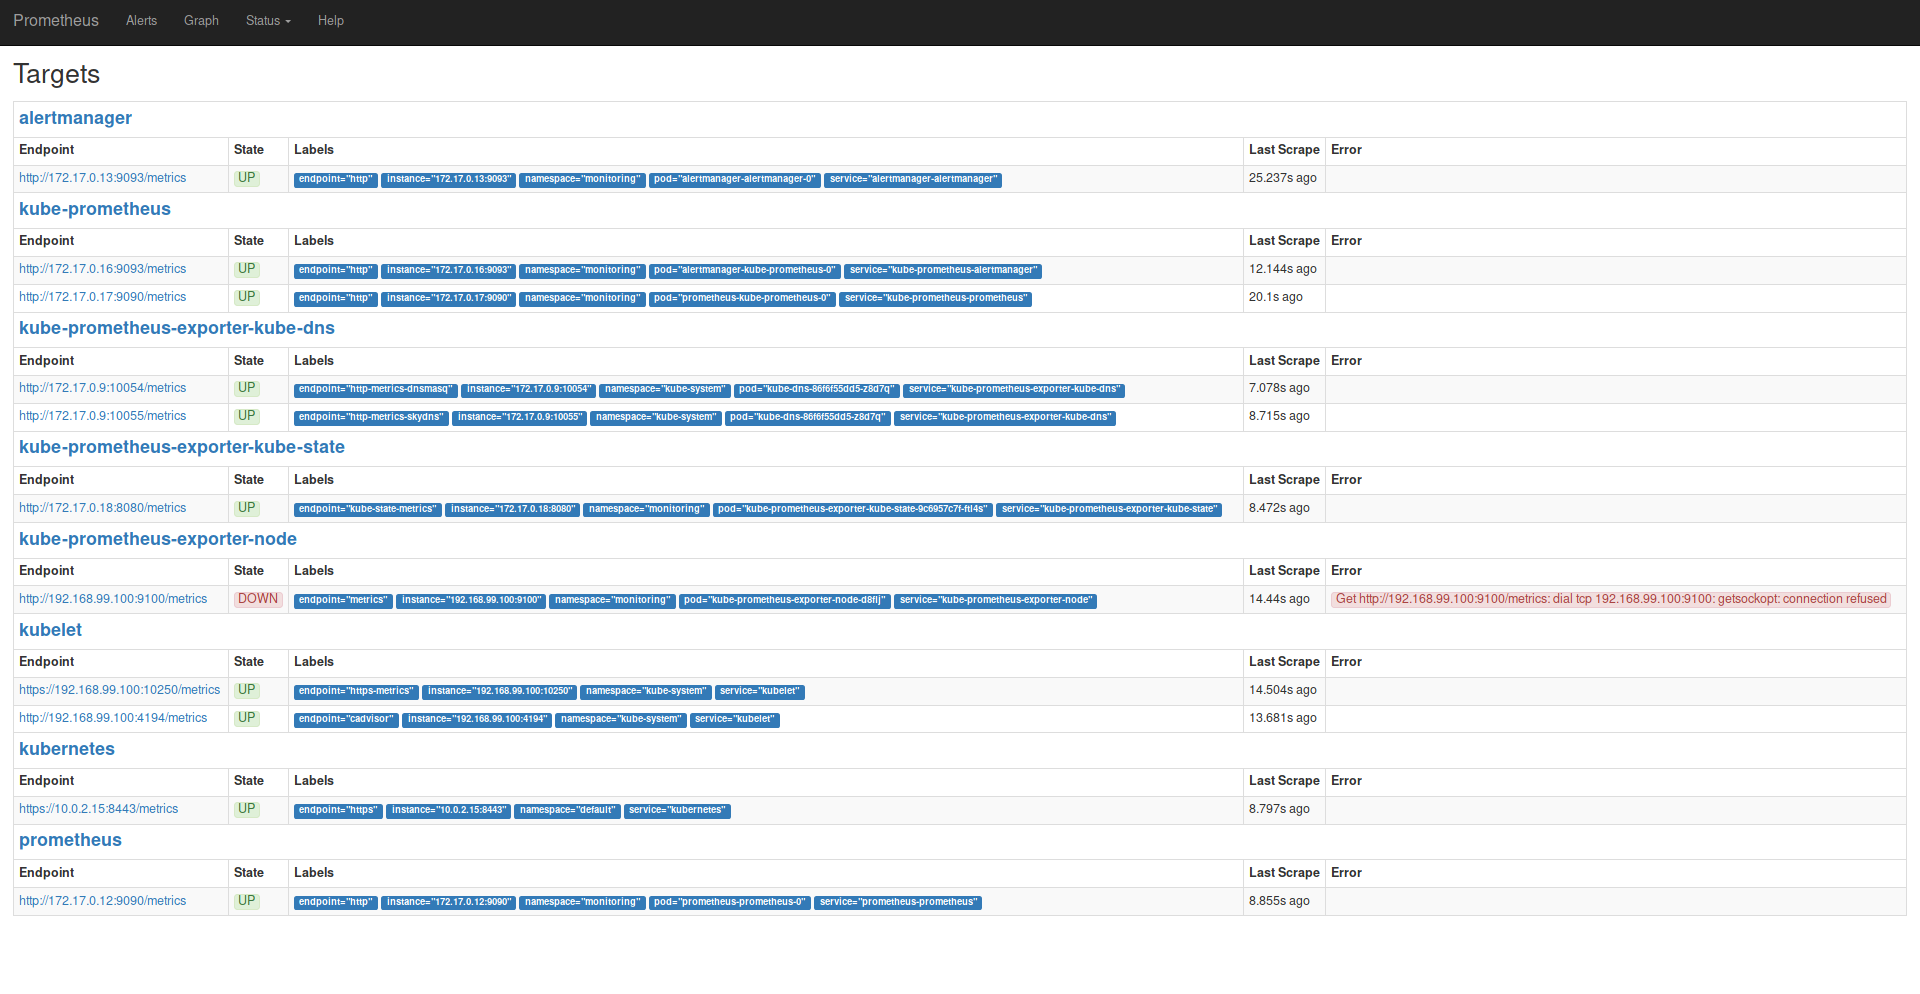 Prometheus Alerts Graph Status Help
Targets
alertmanager
Endpoint State Labels Last Scrape Error
http://172.17.0.13:9093/metrics UP endpoint="http" instance="172.17.0.13:9093" namespace="monitoring" pod="alertmanager-alertmanager-0" service="alertmanager-alertmanager" 25.237s ago
kube-prometheus
Endpoint State Labels Last Scrape Error
http://172.17.0.16:9093/metrics UP endpoint="http" instance="172.17.0.16:9093" namespace="monitoring" pod="alertmanager-kube-prometheus-0" service="kube-prometheus-alertmanager" 12.144s ago
http://172.17.0.17:9090/metrics UP endpoint="http" instance="172.17.0.17:9090" namespace="monitoring" pod="prometheus-kube-prometheus-0" service="kube-prometheus-prometheus" 20.1s ago
kube-prometheus-exporter-kube-dns
Endpoint State Labels Last Scrape Error
http://172.17.0.9:10054/metrics UP endpoint="http-metrics-dnsmasq" instance="172.17.0.9:10054" namespace="kube-system" pod="kube-dns-86f6f55dd5-z8d7q" service="kube-prometheus-exporter-kube-dns" 7.078s ago
http://172.17.0.9:10055/metrics UP endpoint="http-metrics-skydns" instance="172.17.0.9:10055" namespace="kube-system" pod="kube-dns-86f6f55dd5-z8d7q" service="kube-prometheus-exporter-kube-dns" 8.715s ago
kube-prometheus-exporter-kube-state
Endpoint State Labels Last Scrape Error
http://172.17.0.18:8080/metrics UP endpoint="kube-state-metrics" instance="172.17.0.18:8080" namespace="monitoring" pod="kube-prometheus-exporter-kube-state-9c6957c7f-ftl4s" service="kube-prometheus-exporter-kube-state" 8.472s ago
kube-prometheus-exporter-node
Endpoint State Labels Last Scrape Error
http://192.168.99.100:9100/metrics DOWN endpoint="metrics" instance="192.168.99.100:9100" namespace="monitoring" pod="kube-prometheus-exporter-node-d8flj" service="kube-prometheus-exporter-node" 14.44s ago Get http://192.168.99.100:9100/metrics: dial tcp 192.168.99.100:9100: getsockopt: connection refused
kubelet
Endpoint State Labels Last Scrape Error
https://192.168.99.100:10250/metrics UP endpoint="https-metrics" instance="192.168.99.100:10250" namespace="kube-system" service="kubelet" 14.504s ago
http://192.168.99.100:4194/metrics UP endpoint="cadvisor" instance="192.168.99.100:4194" namespace="kube-system" service="kubelet" 13.681s ago
kubernetes
Endpoint State Labels Last Scrape Error
https://10.0.2.15:8443/metrics UP endpoint="https" instance="10.0.2.15:8443" namespace="default" service="kubernetes" 8.797s ago
prometheus
Endpoint State Labels Last Scrape Error
http://172.17.0.12:9090/metrics UP endpoint="http" instance="172.17.0.12:9090" namespace="monitoring" pod="prometheus-prometheus-0" service="prometheus-prometheus" 8.855s ago